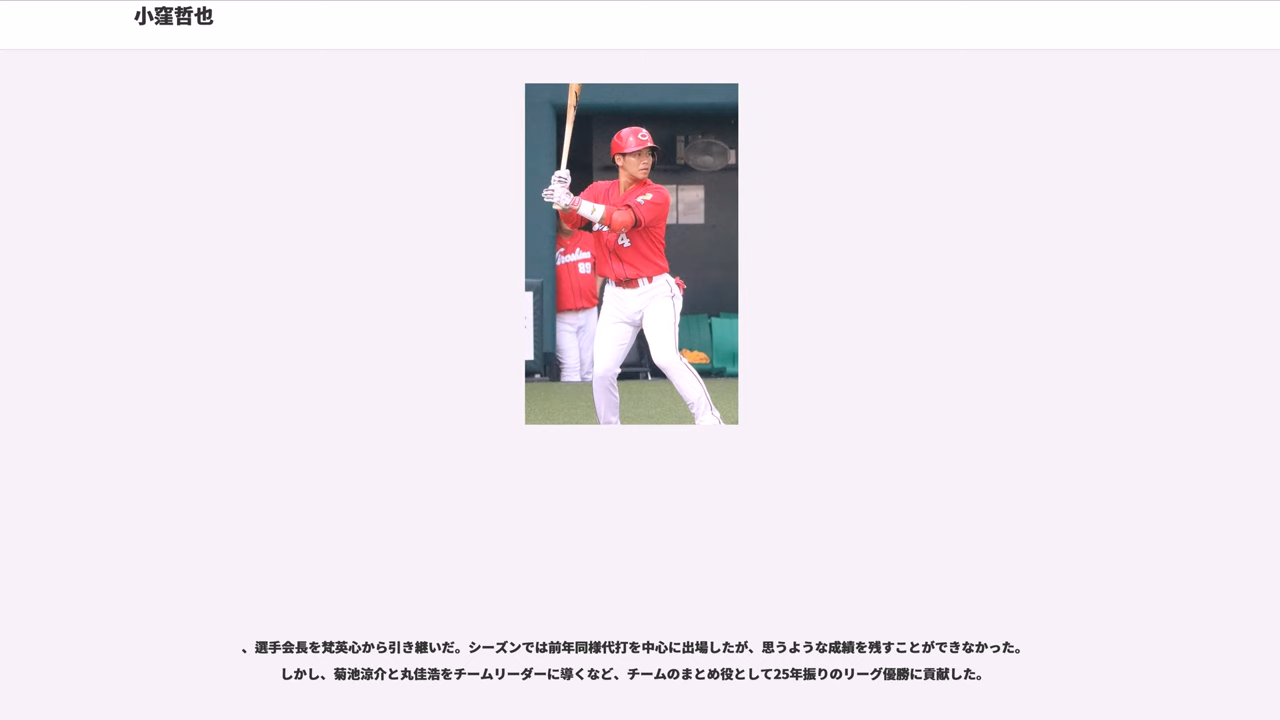 小窪哲也
Hiroshima
89
4
2
、選手会長を梵英心から引き継いだ。シーズンでは前年同様代打を中心に出場したが、思うような成績を残すことができなかった。
しかし、菊池涼介と丸佳浩をチームリーダーに導くなど、チームのまとめ役として25年振りのリーグ優勝に貢献した。